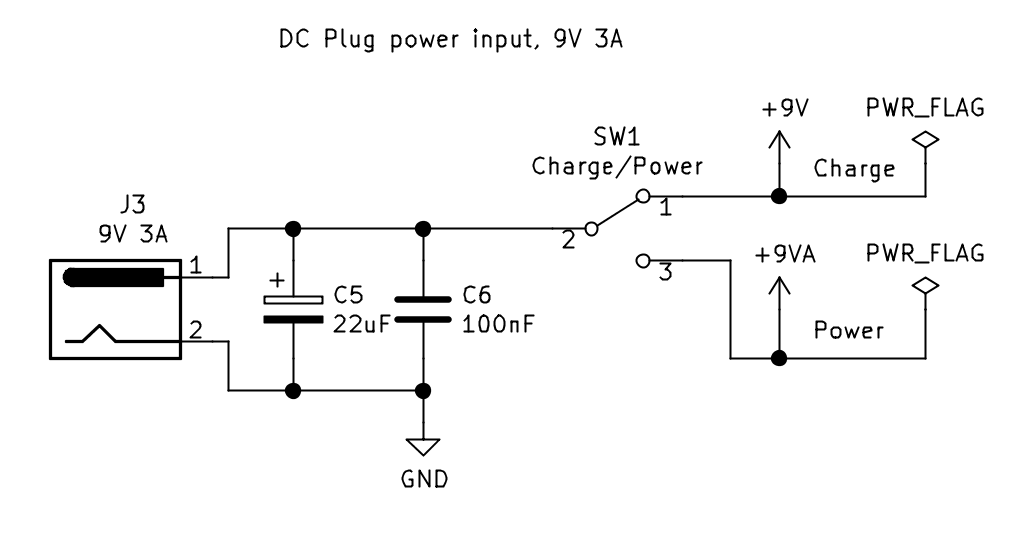 DC Plug power input, 9V 3A
+9V
PWR_FLAG
SW1
Charge/Power
Charge
J3
9V 3A
1
2
3
+9VA
PWR_FLAG
1
+
C5
22uF
C6
100nF
2
Power
GND